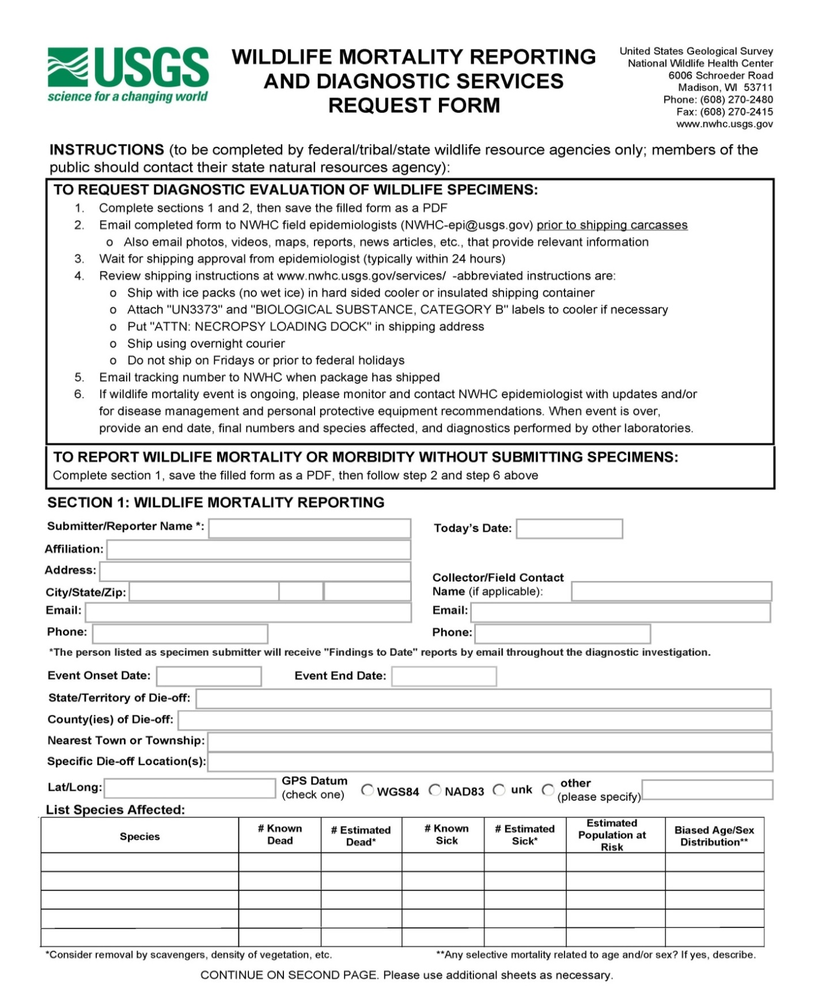 USGS
science for a changing world
WILDLIFE MORTALITY REPORTING
AND DIAGNOSTIC SERVICES
REQUEST FORM
United States Geological Survey
National Wildlife Health Center
6006 Schroeder Road
Madison, WI 53711
Phone: (608) 270-2480
Fax: (608) 270-2415
www.nwhc.usgs.gov
INSTRUCTIONS (to be completed by federal/tribal/state wildlife resource agencies only; members of the
public should contact their state natural resources agency):
TO REQUEST DIAGNOSTIC EVALUATION OF WILDLIFE SPECIMENS:
1. Complete sections 1 and 2, then save the filled form as a PDF
2. Email completed form to NWHC field epidemiologists (NWHC-epi@usgs.gov) prior to shipping carcasses
o Also email photos, videos, maps, reports, news articles, etc., that provide relevant information
3. Wait for shipping approval from epidemiologist (typically within 24 hours)
4. Review shipping instructions at www.nwhc.usgs.gov/services/ -abbreviated instructions are:
o Ship with ice packs (no wet ice) in hard sided cooler or insulated shipping container
o Attach "UN3373" and "BIOLOGICAL SUBSTANCE, CATEGORY B" labels to cooler if necessary
o Put "ATTN: NECROPSY LOADING DOCK" in shipping address
o Ship using overnight courier
o Do not ship on Fridays or prior to federal holidays
5. Email tracking number to NWHC when package has shipped
6. If wildlife mortality event is ongoing, please monitor and contact NWHC epidemiologist with updates and/or
for disease management and personal protective equipment recommendations. When event is over,
provide an end date, final numbers and species affected, and diagnostics performed by other laboratories.
TO REPORT WILDLIFE MORTALITY OR MORBIDITY WITHOUT SUBMITTING SPECIMENS:
Complete section 1, save the filled form as a PDF, then follow step 2 and step 6 above
SECTION 1: WILDLIFE MORTALITY REPORTING
Submitter/Reporter Name *:
Today's Date:
Affiliation:
Address:
City/State/Zip:
Collector/Field Contact
Name (if applicable):
Email:
Email:
Phone:
Phone:
*The person listed as specimen submitter will receive "Findings to Date" reports by email throughout the diagnostic investigation.
Event Onset Date:
Event End Date:
State/Territory of Die-off:
County(ies) of Die-off:
Nearest Town or Township:
Specific Die-off Location(s):
Lat/Long:
GPS Datum
(check one)
WGS84
NAD83
unk
other
(please specify)
List Species Affected:
Species
# Known
Dead
# Estimated
Dead*
# Known
Sick
# Estimated
Sick*
Estimated
Population at
Risk
Biased Age/Sex
Distribution**
*Consider removal by scavengers, density of vegetation, etc.
**Any selective mortality related to age and/or sex? If yes, describe.
CONTINUE ON SECOND PAGE. Please use additional sheets as necessary.